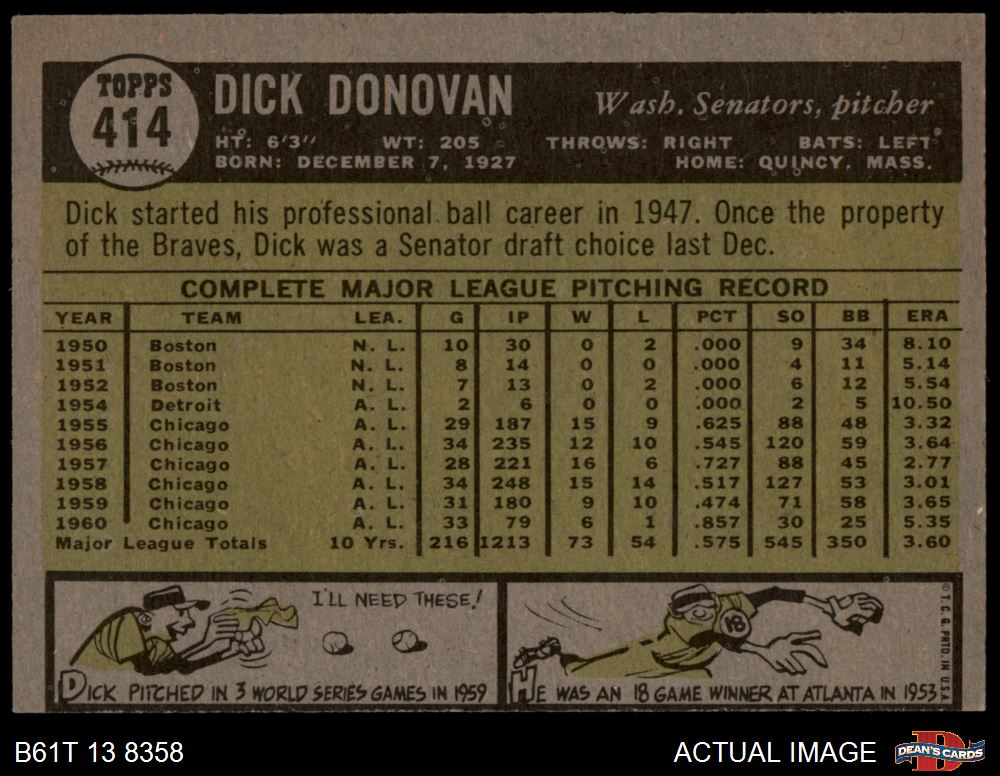 TOPPS
414
DICK DONOVAN
Wash. Senators, pitcher
HT: 6'3" WT: 205 THROWS: RIGHT BATS: LEFT
BORN: DECEMBER 7, 1927 HOME: QUINCY, MASS.
Dick started his professional ball career in 1947. Once the property
of the Braves, Dick was a Senator draft choice last Dec.
COMPLETE MAJOR LEAGUE PITCHING RECORD
YEAR TEAM LEA. G IP W L PCT SO BB ERA
1950 Boston N. L. 10 30 0 2 .000 9 34 8.10
1951 Boston N. L. 8 14 0 0 .000 4 11 5.14
1952 Boston N. L. 7 13 0 2 .000 6 12 5.54
1954 Detroit A. L. 2 6 0 0 .000 2 5 10.50
1955 Chicago A. L. 29 187 15 9 .625 88 48 3.32
1956 Chicago A. L. 34 235 12 10 .545 120 59 3.64
1957 Chicago A. L. 28 221 16 6 .727 88 45 2.77
1958 Chicago A. L. 34 248 15 14 .517 127 53 3.01
1959 Chicago A. L. 31 180 9 10 .474 71 58 3.65
1960 Chicago A. L. 33 79 6 1 .857 30 25 5.35
Major League Totals 10 Yrs. 216 1213 73 54 .575 545 350 3.60
I'LL NEED THESE!
DICK PITCHED IN 3 WORLD SERIES GAMES IN 1959
18
HE WAS AN 18 GAME WINNER AT ATLANTA IN 1953
© T. C. G. PRTD. IN U.S.A.
B61T 13 8358
ACTUAL IMAGE
DEAN'S CARDS